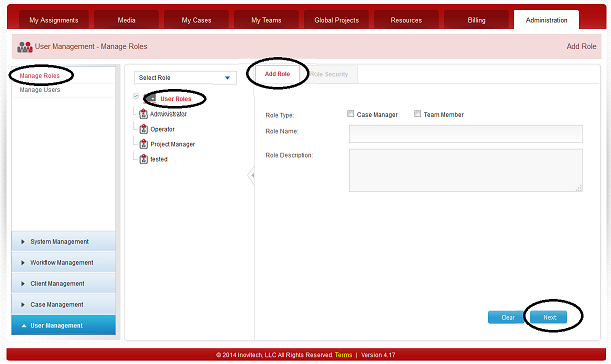 My Assignments Media My Cases My Teams Global Projects Resources Billing Administration
User Management - Manage Roles Add Role
Manage Roles
Manage Users
System Management
Workflow Management
Client Management
Case Management
User Management
Select Role
User Roles
Administrator
Operator
Project Manager
tested
Add Role Role Security
Role Type: Case Manager Team Member
Role Name:
Role Description:
Clear Next
© 2014 Inovitech, LLC All Rights Reserved. Terms | Version 4.17